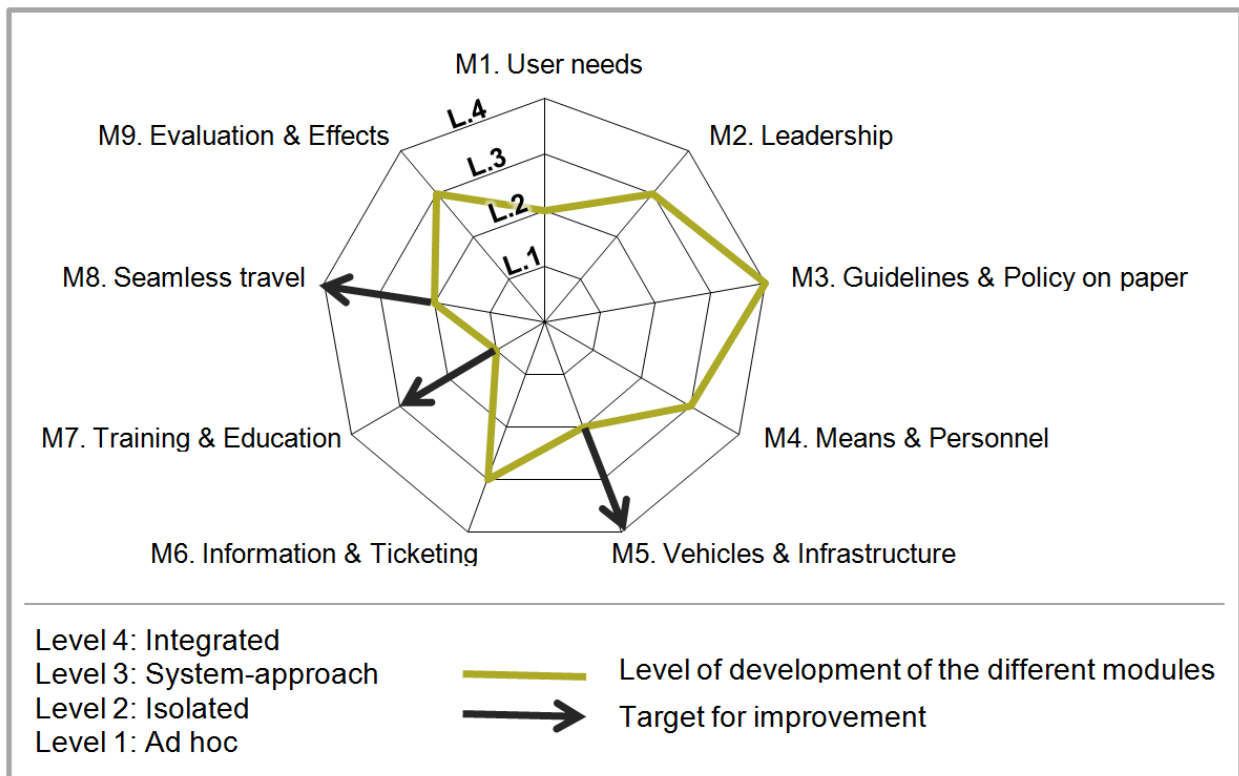 M1. User needs
L.4
M9. Evaluation & Effects
M2. Leadership
L.3
L.2
L.1
M8. Seamless travel
M3. Guidelines & Policy on paper
M7. Training & Education
M4. Means & Personnel
M6. Information & Ticketing
M5. Vehicles & Infrastructure
Level 4: Integrated
Level 3: System-approach
Level 2: Isolated
Level 1: Ad hoc
Level of development of the different modules
Target for improvement